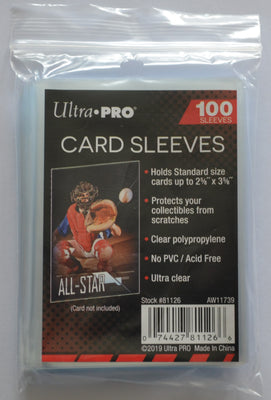 Ultra•PRO®
100
SLEEVES
CARD SLEEVES
• Holds Standard size
cards up to 2⅝" x 3⅝"
• Protects your
collectibles from
scratches
• Clear polypropylene
• No PVC / Acid Free
• Ultra clear
ALL-STAR
(Card not included)
Stock #81126
AW11739
0 74427 81126 6
©2019 Ultra PRO Made In China